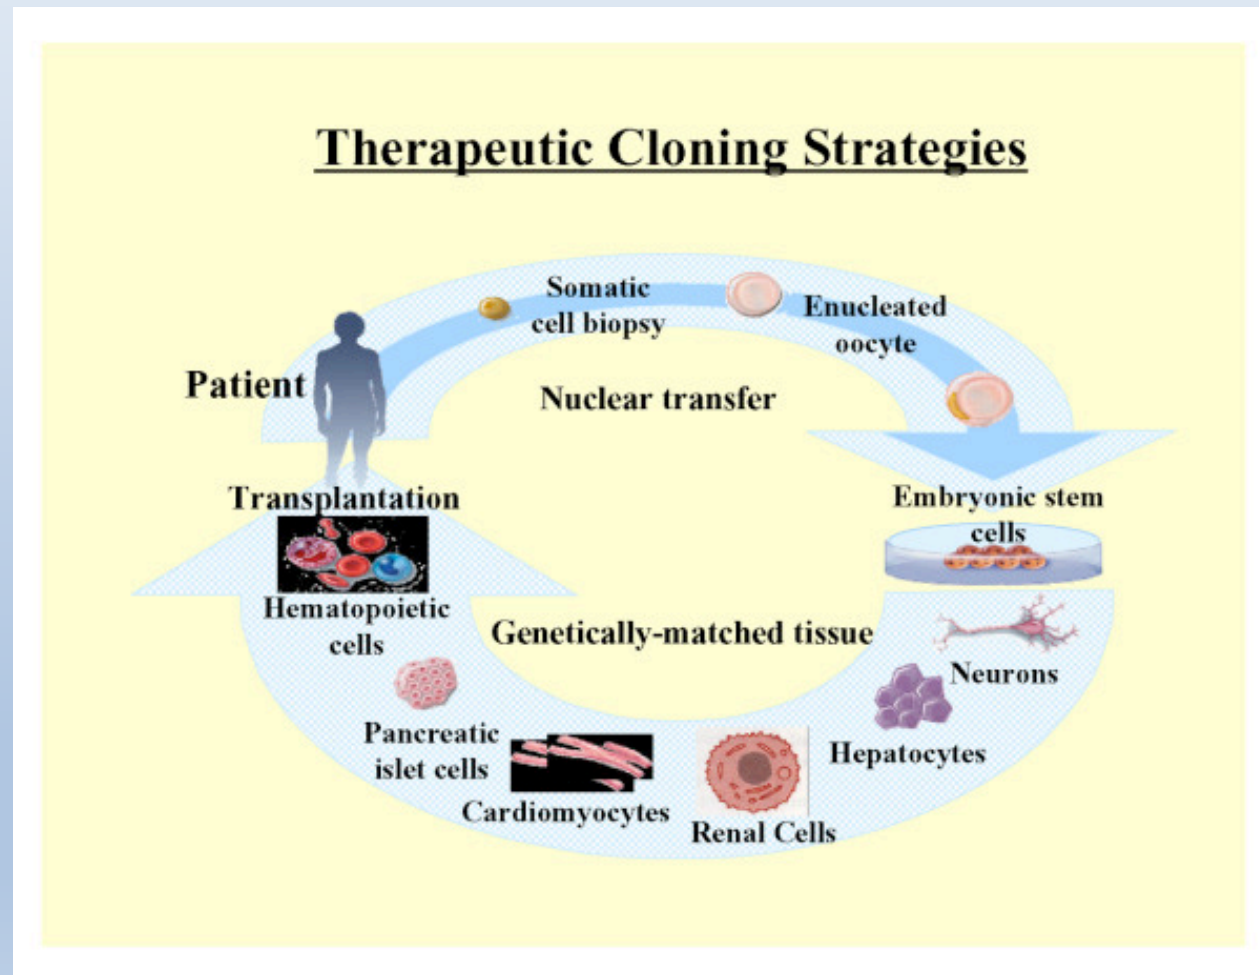 Therapeutic Cloning Strategies
Somatic
cell biopsy
Enucleated
oocyte
Patient
Nuclear transfer
Embryonic stem
cells
Transplantation
Hematopoietic
cells
Genetically-matched tissue
Neurons
Pancreatic
islet cells
Hepatocytes
Cardiomyocytes
Renal Cells